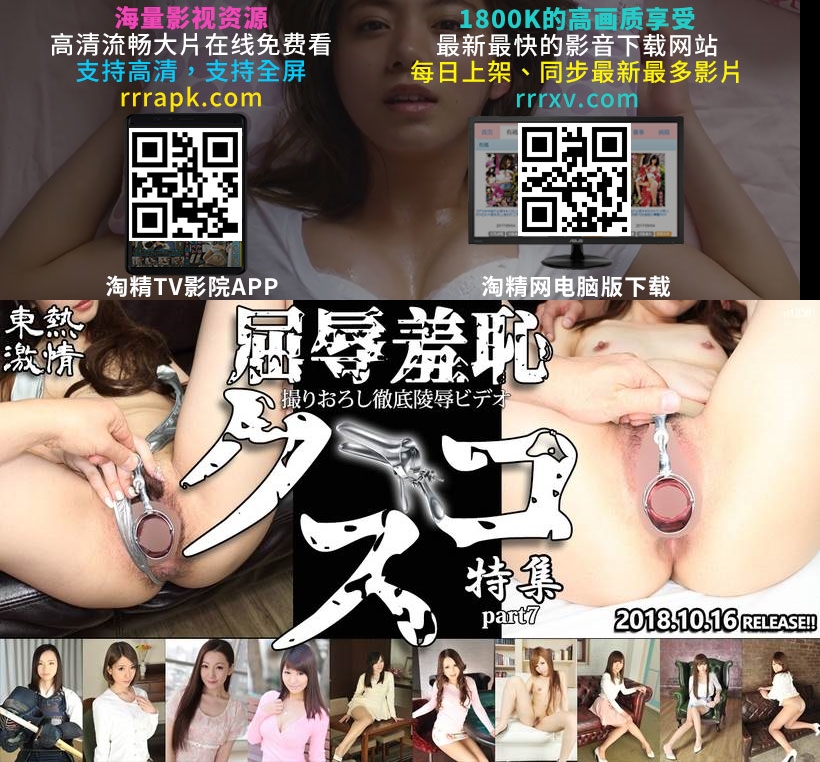 海量影视资源
高清流畅大片在线免费看
支持高清，支持全屏
rrrapk.com
淘精TV影院APP
1800K的高画质享受
最新最快的影音下载网站
每日上架、同步最新最多影片
rrrxv.com
淘精网电脑版下载
東熱
激情
屈辱羞恥
撮りおろし徹底陵辱ビデオ
クスコ
特集
part7
2018.10.16 RELEASE!!